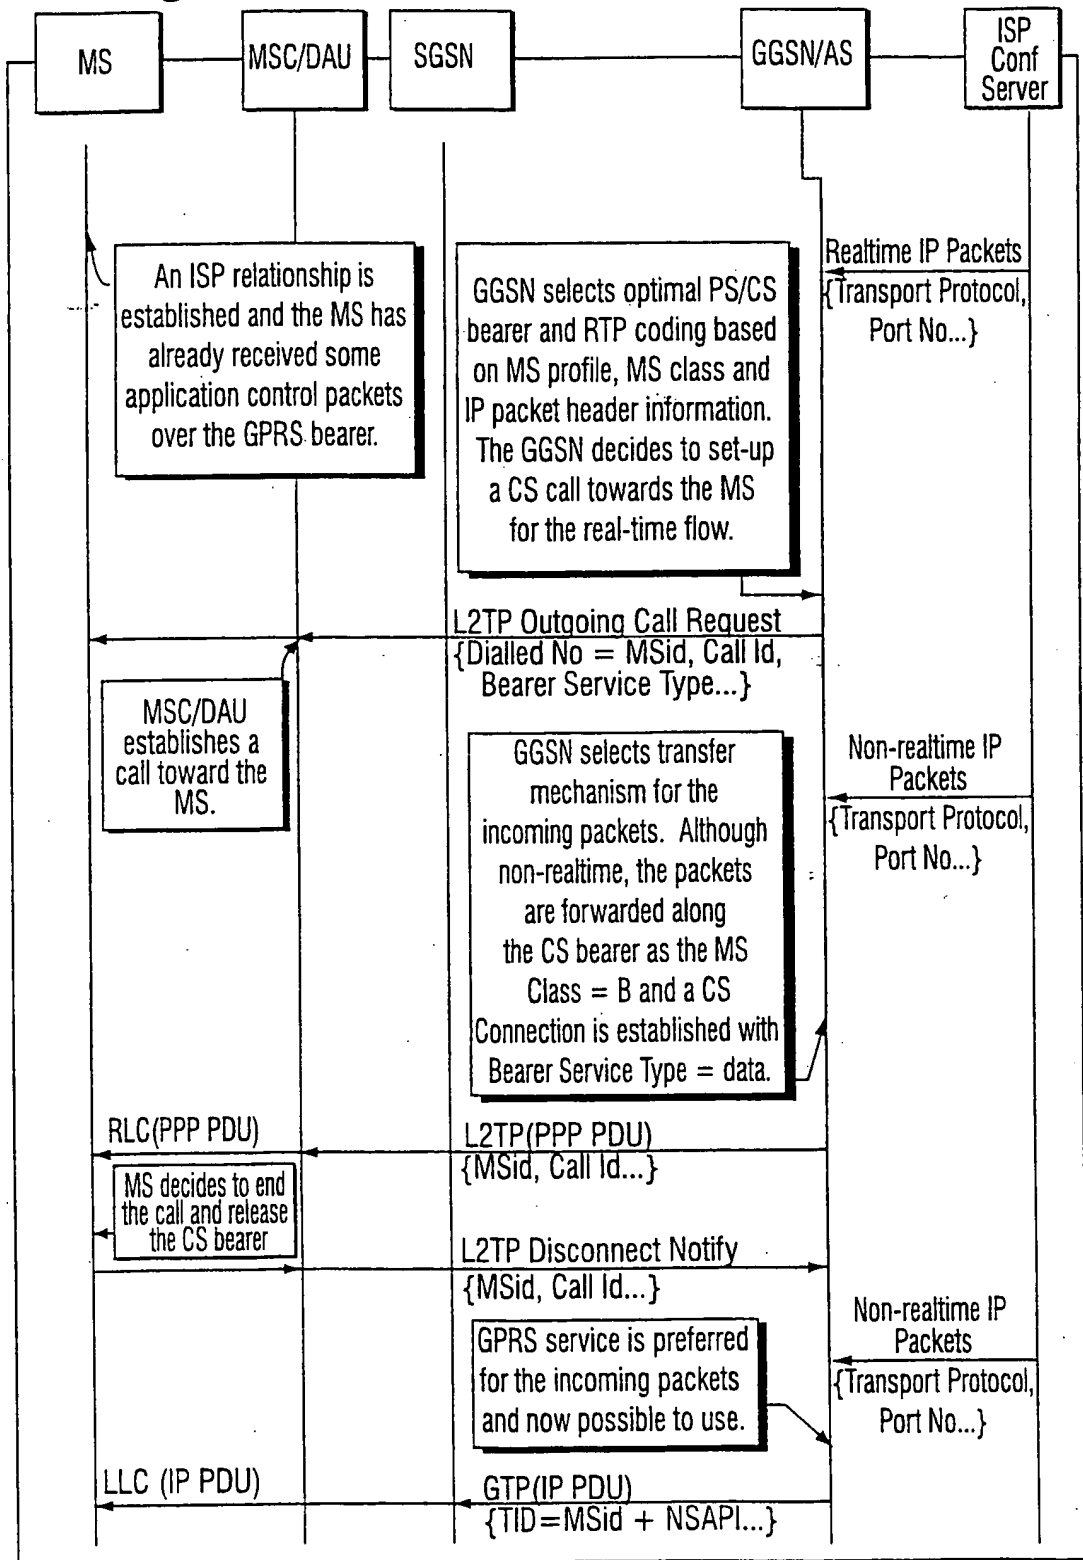 MS
MSC/DAU
SGSN
GGSN/AS
ISP
Conf
Server
An ISP relationship is
established and the MS has
already received some
application control packets
over the GPRS bearer.
GGSN selects optimal PS/CS
bearer and RTP coding based
on MS profile, MS class and
IP packet header information.
The GGSN decides to set-up
a CS call towards the MS
for the real-time flow.
Realtime IP Packets
{Transport Protocol,
Port No...}
L2TP Outgoing Call Request
{Dialled No = MSid, Call Id,
Bearer Service Type...}
MSC/DAU
establishes a
call toward the
MS.
GGSN selects transfer
mechanism for the
incoming packets. Although
non-realtime, the packets
are forwarded along
the CS bearer as the MS
Class = B and a CS
Connection is established with
Bearer Service Type = data.
Non-realtime IP
Packets
{Transport Protocol,
Port No...}
RLC(PPP PDU)
L2TP(PPP PDU)
{MSid, Call Id...}
MS decides to end
the call and release
the CS bearer
L2TP Disconnect Notify
{MSid, Call Id...}
GPRS service is preferred
for the incoming packets
and now possible to use.
Non-realtime IP
Packets
{Transport Protocol,
Port No...}
LLC (IP PDU)
GTP(IP PDU)
{TID=MSid + NSAPI...}